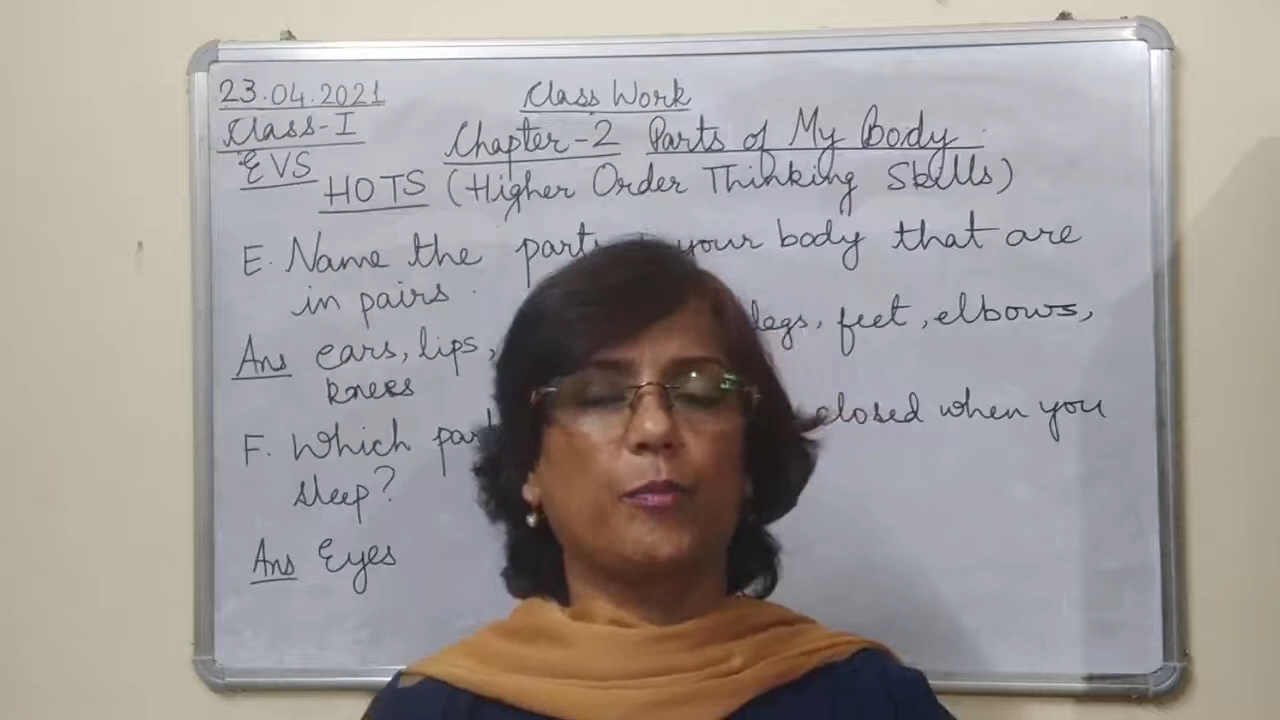 23.04.2021 Class Work
Class-I Chapter-2 Parts of My Body
EVS HOTS (Higher Order Thinking Skills)
E. Name the your body that are
in pairs.
Ans ears, lips, legs, feet, elbows,
knees
F. Which closed when you
sleep?
Ans Eyes